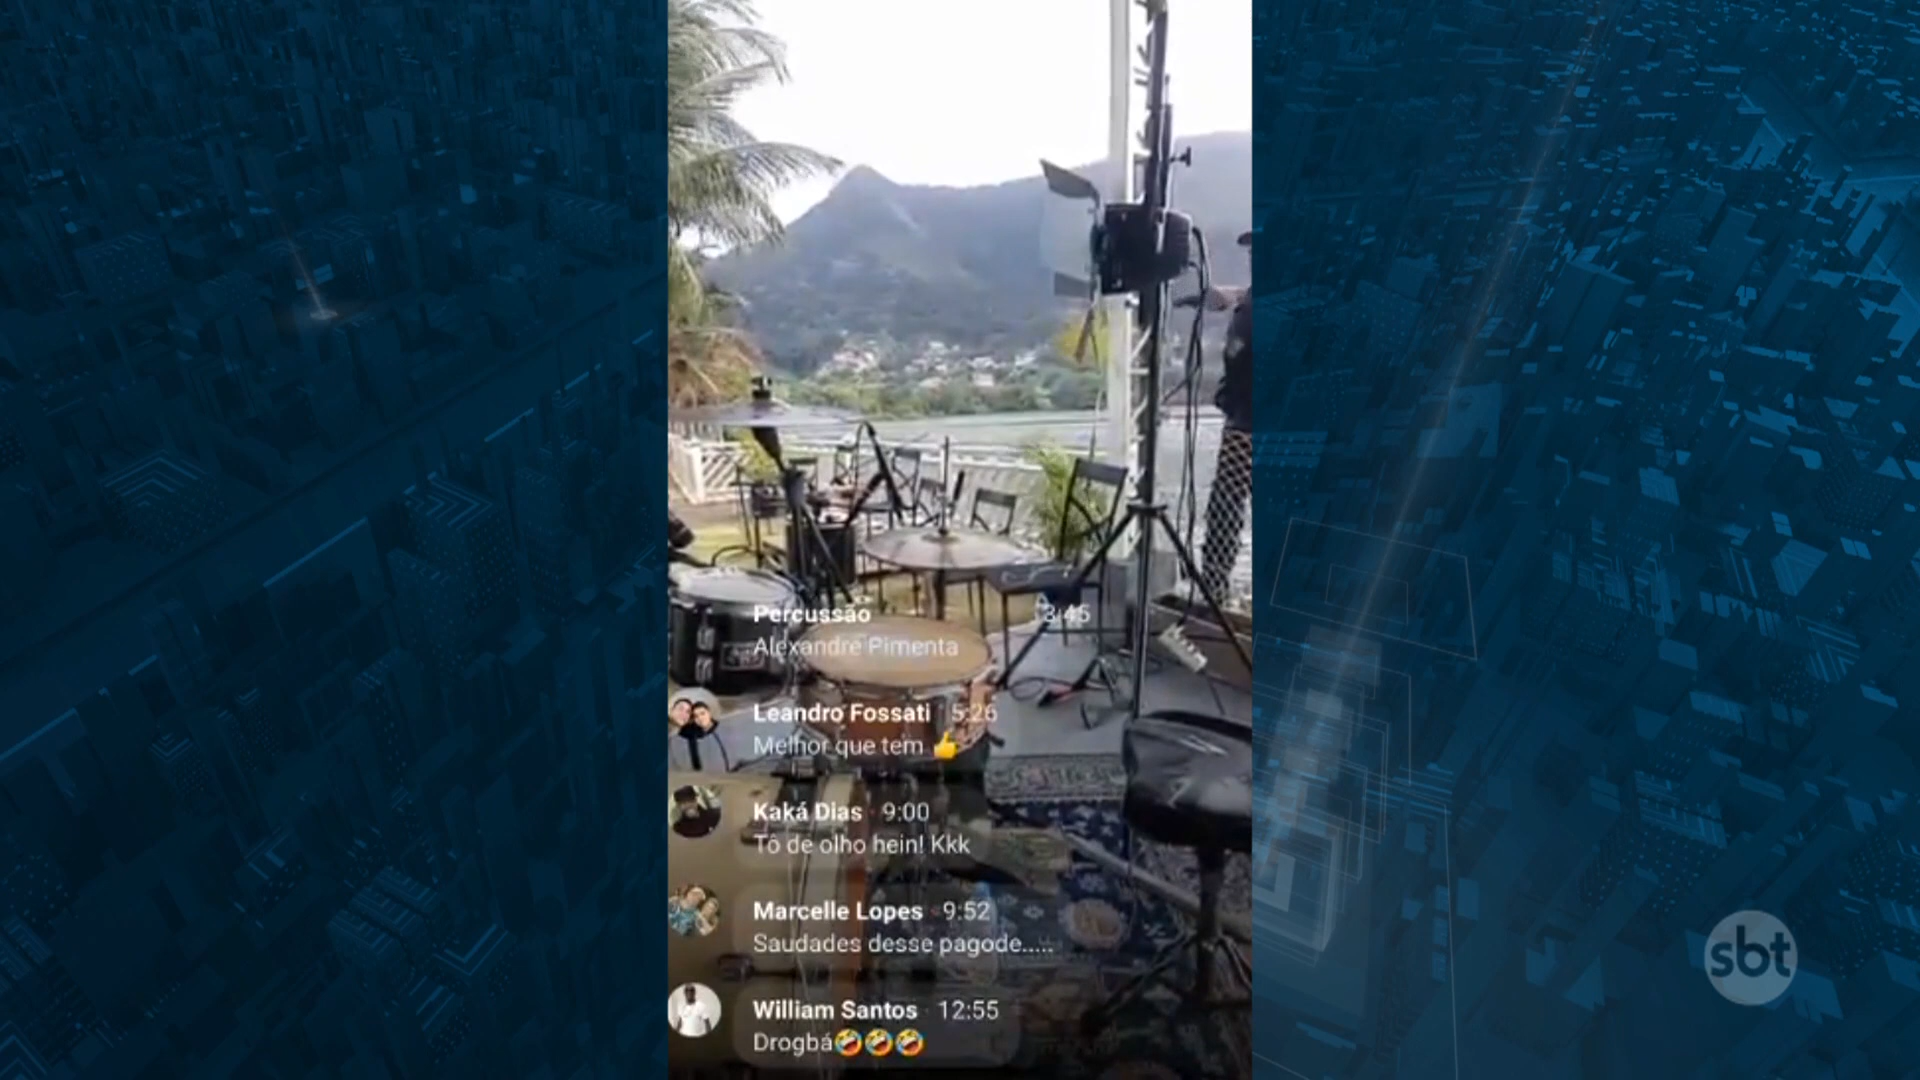 Percussão 13:45
Alexandre Pimenta
Leandro Fossati · 5:26
Melhor que tem 👍
Kaká Dias · 9:00
Tô de olho hein! Kkk
Marcelle Lopes · 9:52
Saudades desse pagode.....
William Santos · 12:55
Drogbá🤣🤣🤣
sbt